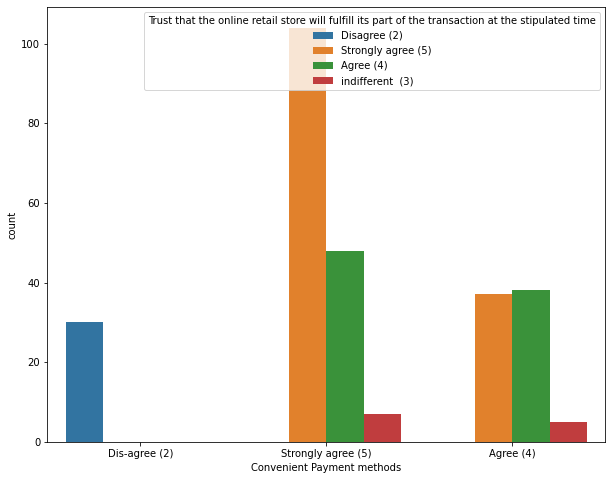 Trust that the online retail store will fulfill its part of the transaction at the stipulated time
Disagree (2)
Strongly agree (5)
Agree (4)
indifferent  (3)
100
80
60
40
20
0
count
Dis-agree (2)
Strongly agree (5)
Agree (4)
Convenient Payment methods